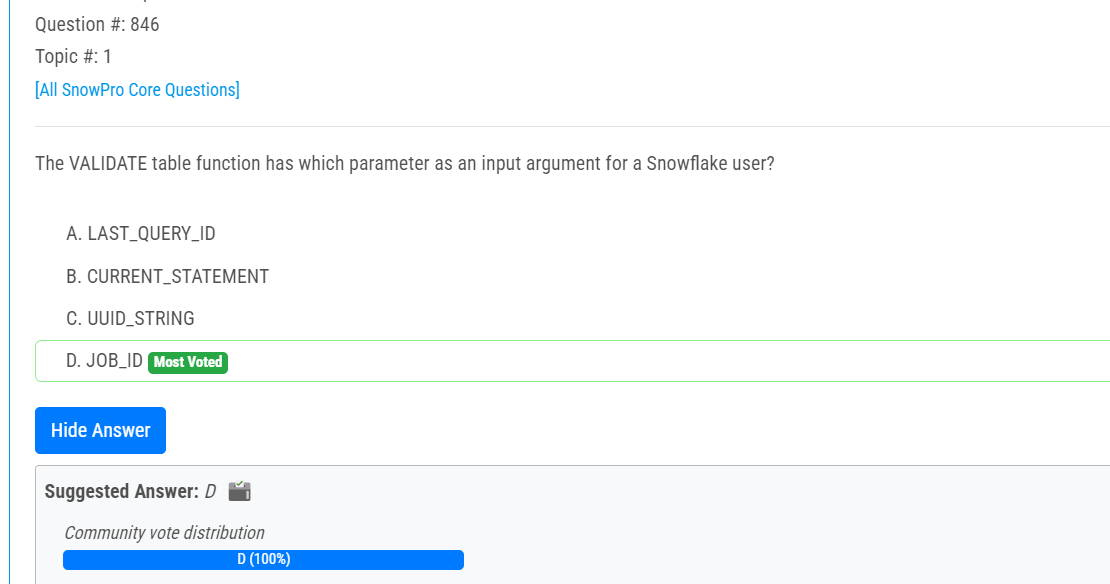 Question #: 846
Topic #: 1
[All SnowPro Core Questions]
The VALIDATE table function has which parameter as an input argument for a Snowflake user?
A. LAST_QUERY_ID
B. CURRENT_STATEMENT
C. UUID_STRING
D. JOB_ID Most Voted
Hide Answer
Suggested Answer: D
Community vote distribution
D (100%)